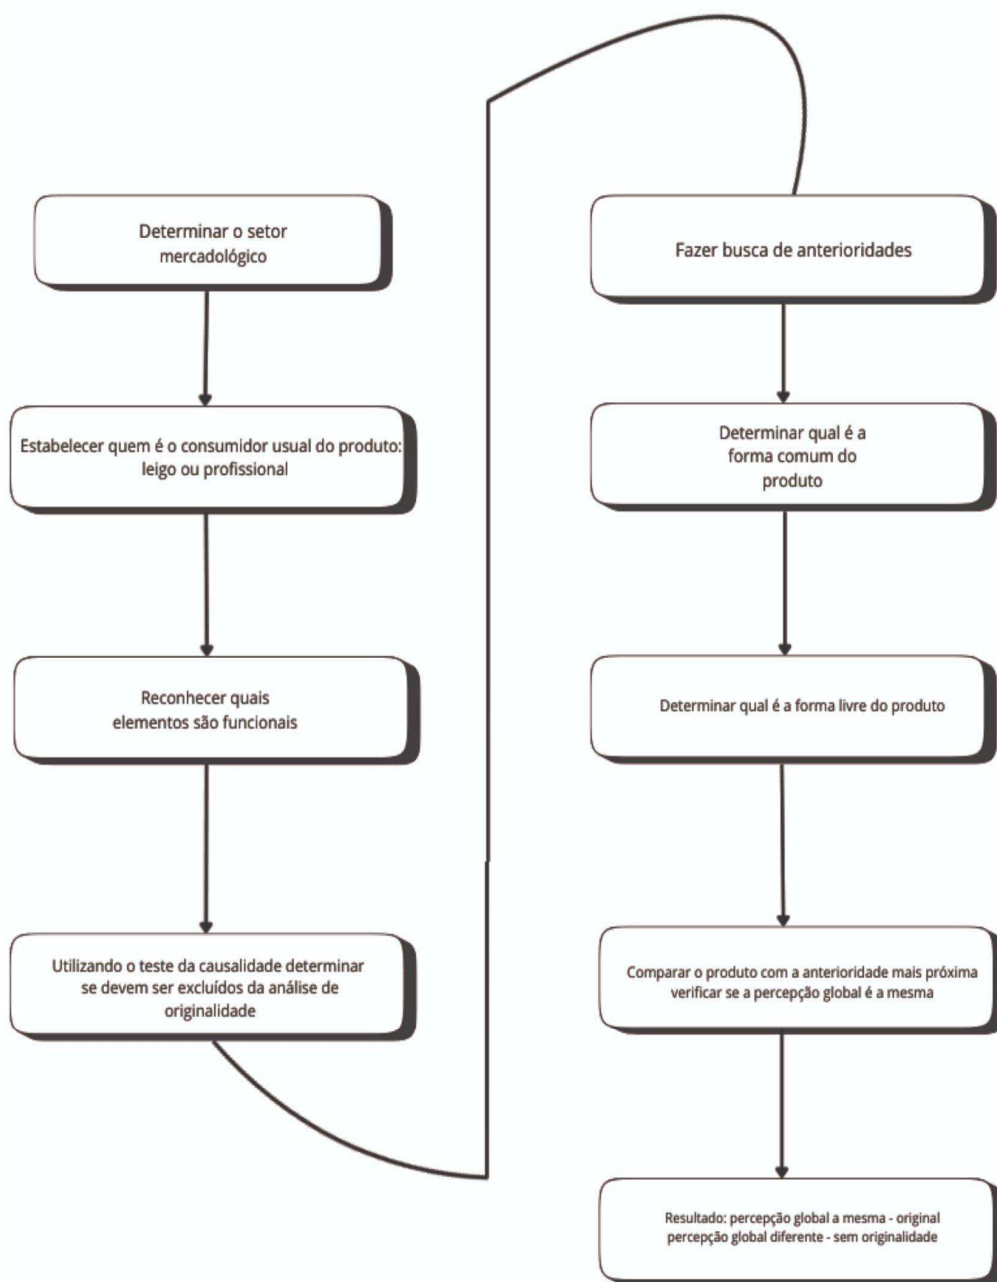 Determinar o setor
mercadológico
Estabelecer quem é o consumidor usual do produto:
leigo ou profissional
Reconhecer quais
elementos são funcionais
Utilizando o teste da causalidade determinar
se devem ser excluídos da análise de
originalidade
Fazer busca de anterioridades
Determinar qual é a
forma comum do
produto
Determinar qual é a forma livre do produto
Comparar o produto com a anterioridade mais próxima
verificar se a percepção global é a mesma
Resultado: percepção global a mesma - original
percepção global diferente - sem originalidade